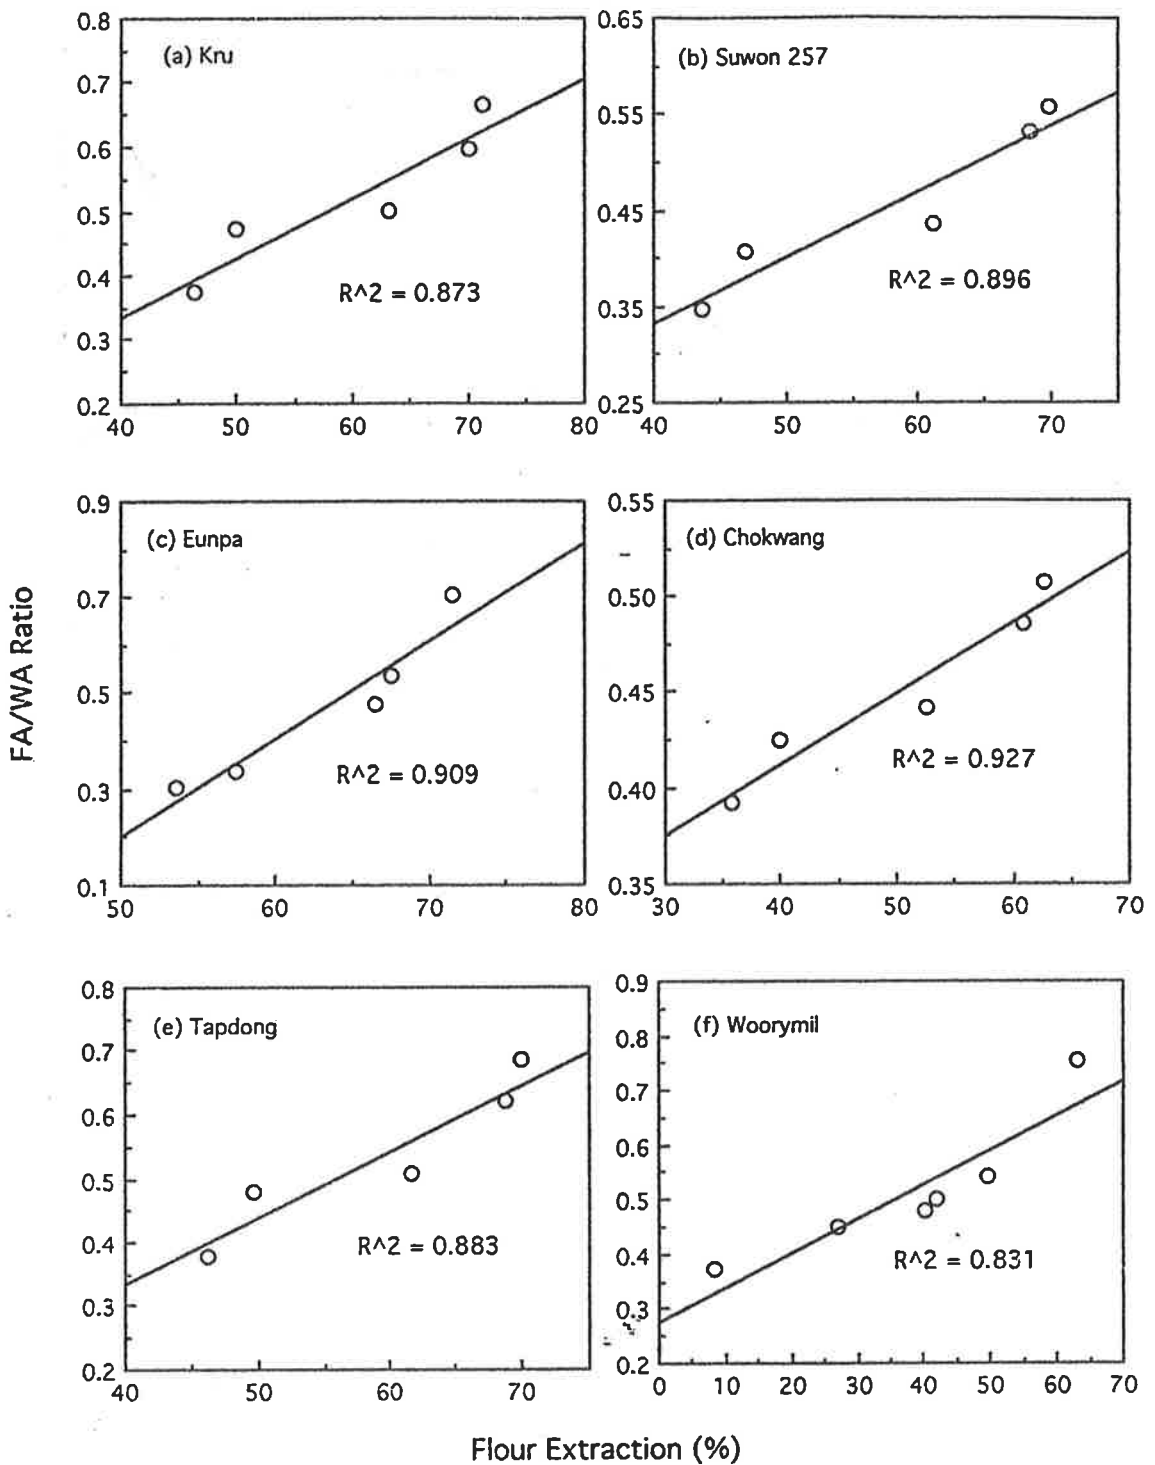 (a) Kru
0.8
0.7
0.6
0.5
0.4
0.3
0.2
R^2 = 0.873
40 50 60 70 80
(b) Suwon 257
0.65
0.55
0.45
0.35
0.25
R^2 = 0.896
40 50 60 70
(c) Eunpa
0.9
0.7
0.5
0.3
0.1
R^2 = 0.909
50 60 70 80
(d) Chokwang
0.55
0.50
0.45
0.40
0.35
R^2 = 0.927
30 40 50 60 70
FA/WA Ratio
(e) Tapdong
0.8
0.7
0.6
0.5
0.4
0.3
0.2
R^2 = 0.883
40 50 60 70
(f) Woorymil
0.9
0.8
0.7
0.6
0.5
0.4
0.3
0.2
R^2 = 0.831
0 10 20 30 40 50 60 70
Flour Extraction (%)